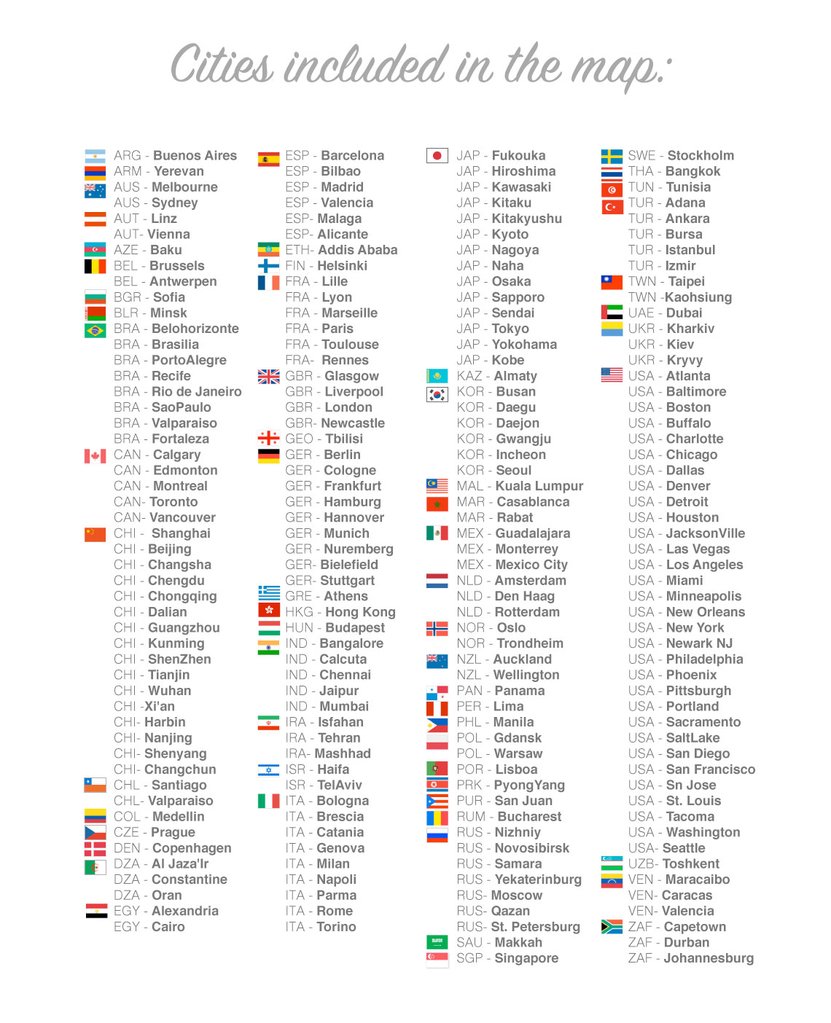 Cities included in the map:
ARG - Buenos Aires
ARM - Yerevan
AUS - Melbourne
AUS - Sydney
AUT - Linz
AUT- Vienna
AZE - Baku
BEL - Brussels
BEL - Antwerpen
BGR - Sofia
BLR - Minsk
BRA - Belohorizonte
BRA - Brasilia
BRA - PortoAlegre
BRA - Recife
BRA - Rio de Janeiro
BRA - SaoPaulo
BRA - Valparaiso
BRA - Fortaleza
CAN - Calgary
CAN - Edmonton
CAN - Montreal
CAN- Toronto
CAN- Vancouver
CHI - Shanghai
CHI - Beijing
CHI - Changsha
CHI - Chengdu
CHI - Chongqing
CHI - Dalian
CHI - Guangzhou
CHI - Kunming
CHI - ShenZhen
CHI - Tianjin
CHI - Wuhan
CHI -Xi'an
CHI- Harbin
CHI- Nanjing
CHI- Shenyang
CHI- Changchun
CHL - Santiago
CHL- Valparaiso
COL - Medellin
CZE - Prague
DEN - Copenhagen
DZA - Al Jaza'Ir
DZA - Constantine
DZA - Oran
EGY - Alexandria
EGY - Cairo
ESP - Barcelona
ESP - Bilbao
ESP - Madrid
ESP - Valencia
ESP- Malaga
ESP- Alicante
ETH- Addis Ababa
FIN - Helsinki
FRA - Lille
FRA - Lyon
FRA - Marseille
FRA - Paris
FRA - Toulouse
FRA- Rennes
GBR - Glasgow
GBR - Liverpool
GBR - London
GBR- Newcastle
GEO - Tbilisi
GER - Berlin
GER - Cologne
GER - Frankfurt
GER - Hamburg
GER - Hannover
GER - Munich
GER - Nuremberg
GER- Bielefield
GER- Stuttgart
GRE - Athens
HKG - Hong Kong
HUN - Budapest
IND - Bangalore
IND - Calcuta
IND - Chennai
IND - Jaipur
IND - Mumbai
IRA - Isfahan
IRA - Tehran
IRA- Mashhad
ISR - Haifa
ISR - TelAviv
ITA - Bologna
ITA - Brescia
ITA - Catania
ITA - Genova
ITA - Milan
ITA - Napoli
ITA - Parma
ITA - Rome
ITA - Torino
JAP - Fukouka
JAP - Hiroshima
JAP - Kawasaki
JAP - Kitaku
JAP - Kitakyushu
JAP - Kyoto
JAP - Nagoya
JAP - Naha
JAP - Osaka
JAP - Sapporo
JAP - Sendai
JAP - Tokyo
JAP - Yokohama
JAP - Kobe
KAZ - Almaty
KOR - Busan
KOR - Daegu
KOR - Daejon
KOR - Gwangju
KOR - Incheon
KOR - Seoul
MAL - Kuala Lumpur
MAR - Casablanca
MAR - Rabat
MEX - Guadalajara
MEX - Monterrey
MEX - Mexico City
NLD - Amsterdam
NLD - Den Haag
NLD - Rotterdam
NOR - Oslo
NOR - Trondheim
NZL - Auckland
NZL - Wellington
PAN - Panama
PER - Lima
PHL - Manila
POL - Gdansk
POL - Warsaw
POR - Lisboa
PRK - PyongYang
PUR - San Juan
RUM - Bucharest
RUS - Nizhniy
RUS - Novosibirsk
RUS - Samara
RUS - Yekaterinburg
RUS- Moscow
RUS- Qazan
RUS- St. Petersburg
SAU - Makkah
SGP - Singapore
SWE - Stockholm
THA - Bangkok
TUN - Tunisia
TUR - Adana
TUR - Ankara
TUR - Bursa
TUR - Istanbul
TUR - Izmir
TWN - Taipei
TWN -Kaohsiung
UAE - Dubai
UKR - Kharkiv
UKR - Kiev
UKR - Kryvy
USA - Atlanta
USA - Baltimore
USA - Boston
USA - Buffalo
USA - Charlotte
USA - Chicago
USA - Dallas
USA - Denver
USA - Detroit
USA - Houston
USA - JacksonVille
USA - Las Vegas
USA - Los Angeles
USA - Miami
USA - Minneapolis
USA - New Orleans
USA - New York
USA - Newark NJ
USA - Philadelphia
USA - Phoenix
USA - Pittsburgh
USA - Portland
USA - Sacramento
USA - SaltLake
USA - San Diego
USA - San Francisco
USA - Sn Jose
USA - St. Louis
USA - Tacoma
USA - Washington
USA- Seattle
UZB- Toshkent
VEN - Maracaibo
VEN- Caracas
VEN- Valencia
ZAF - Capetown
ZAF - Durban
ZAF - Johannesburg